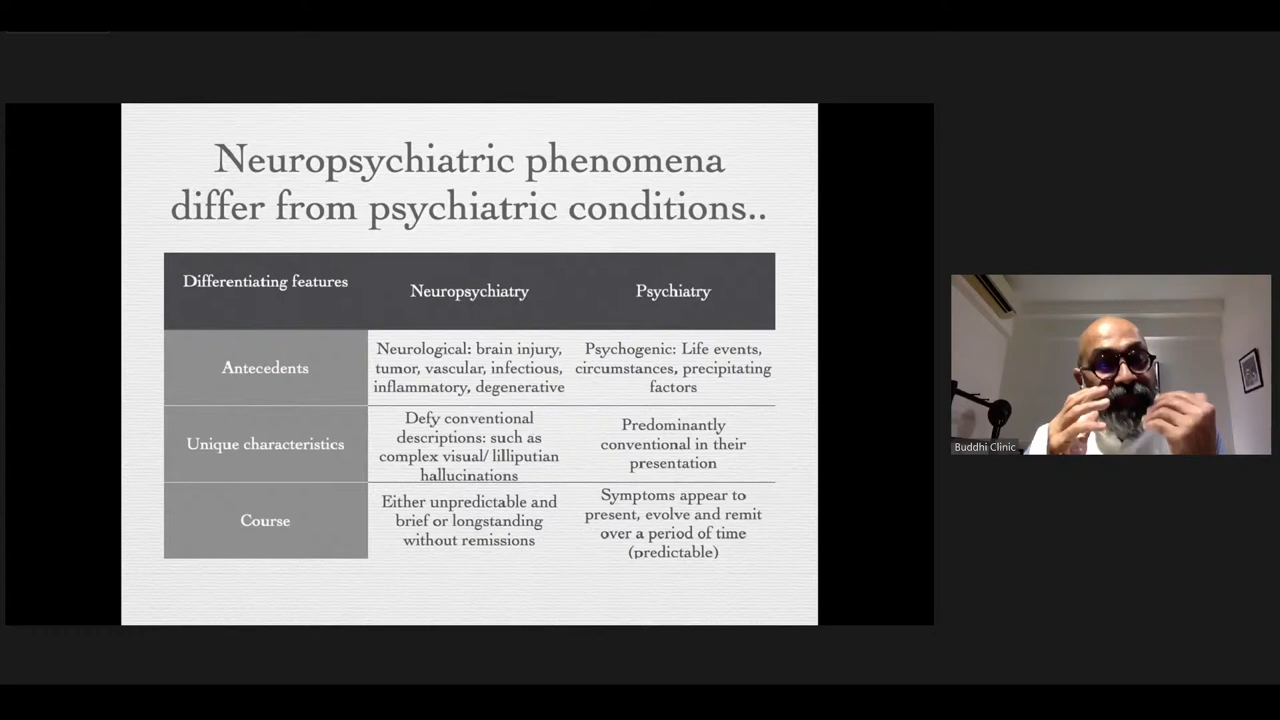 Neuropsychiatric phenomena
differ from psychiatric conditions..
Differentiating features
Neuropsychiatry
Psychiatry
Antecedents
Neurological: brain injury,
tumor, vascular, infectious,
inflammatory, degenerative
Psychogenic: Life events,
circumstances, precipitating
factors
Unique characteristics
Defy conventional
descriptions: such as
complex visual/ lilliputian
hallucinations
Predominantly
conventional in their
presentation
Course
Either unpredictable and
brief or longstanding
without remissions
Symptoms appear to
present, evolve and remit
over a period of time
(predictable)
Buddhi Clinic